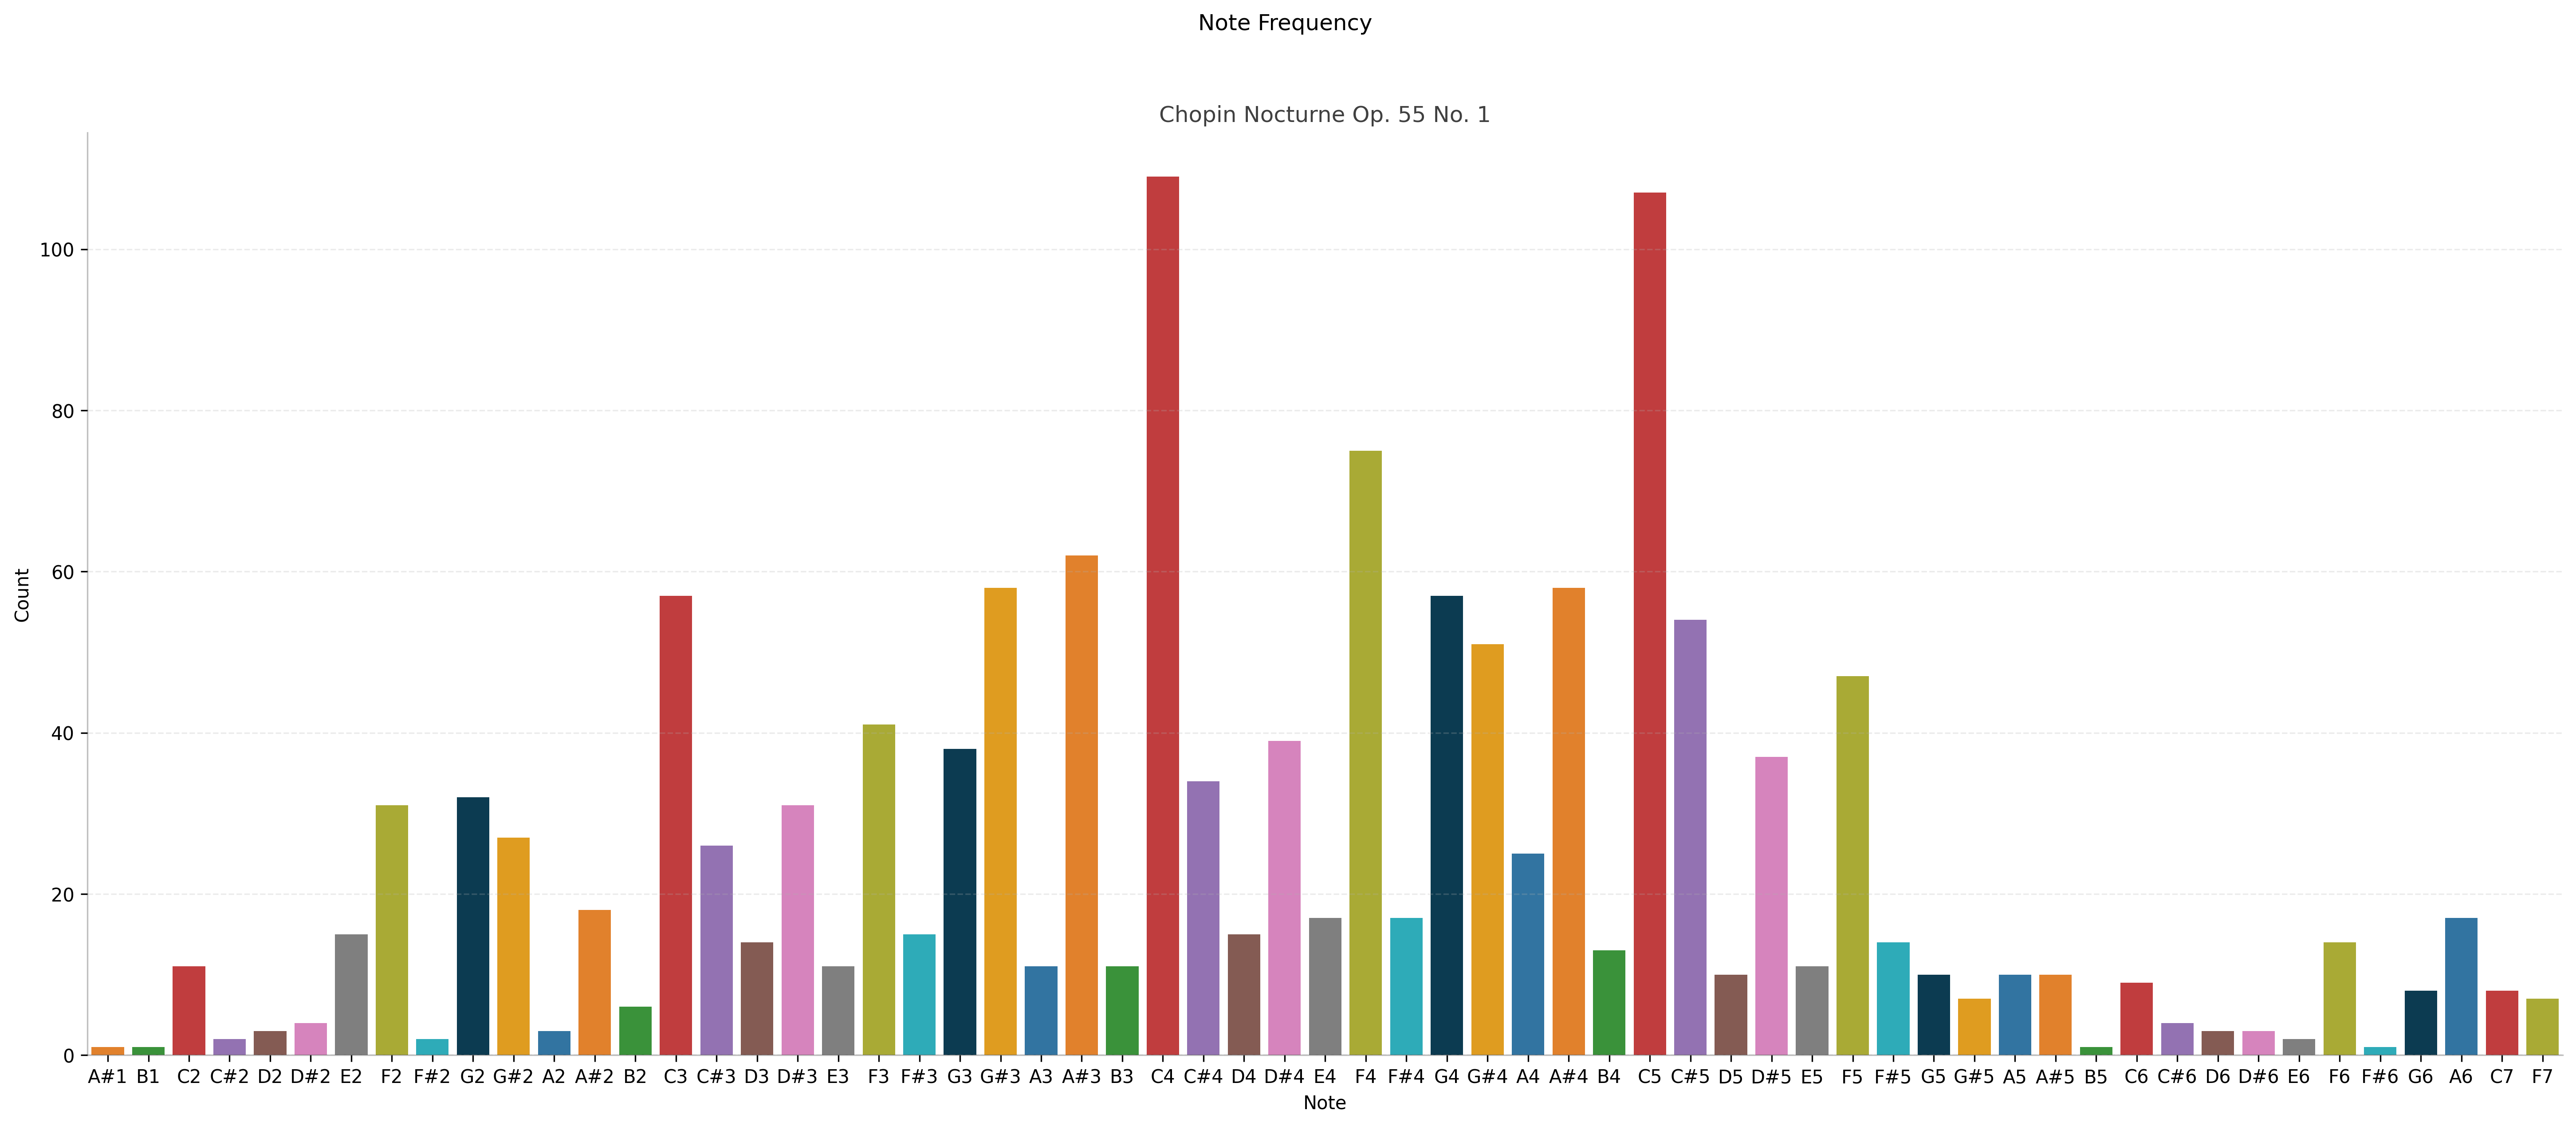 Note Frequency
Chopin Nocturne Op. 55 No. 1
100
80
60
40
20
0
Count
A#1 B1 C2 C#2 D2 D#2 E2 F2 F#2 G2 G#2 A2 A#2 B2 C3 C#3 D3 D#3 E3 F3 F#3 G3 G#3 A3 A#3 B3 C4 C#4 D4 D#4 E4 F4 F#4 G4 G#4 A4 A#4 B4 C5 C#5 D5 D#5 E5 F5 F#5 G5 G#5 A5 A#5 B5 C6 C#6 D6 D#6 E6 F6 F#6 G6 A6 C7 F7
Note